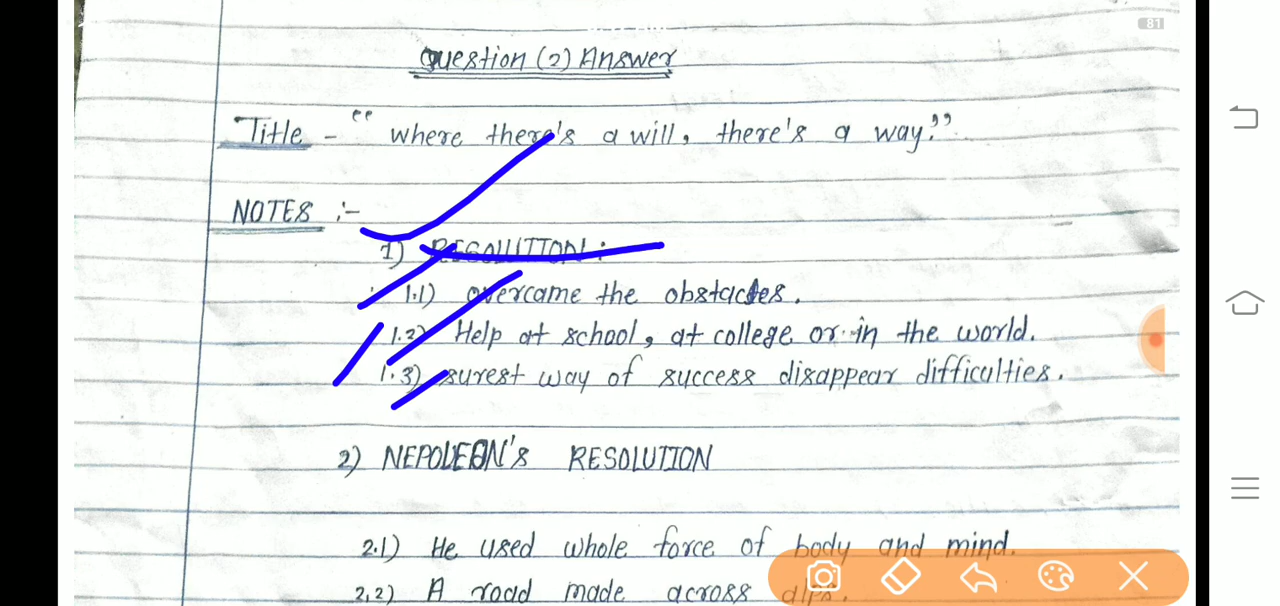 81
Question (2) Answer
Title - "where there's a will, there's a way."
NOTES :-
1) RESOLUTION :
1.1) overcame the obstacles.
1.2) Help at school, at college or in the world.
1.3) surest way of success disappear difficulties.
2) NEPOLEON's RESOLUTION
2.1) He used whole force of body and mind.
2.2) A road made across alps.